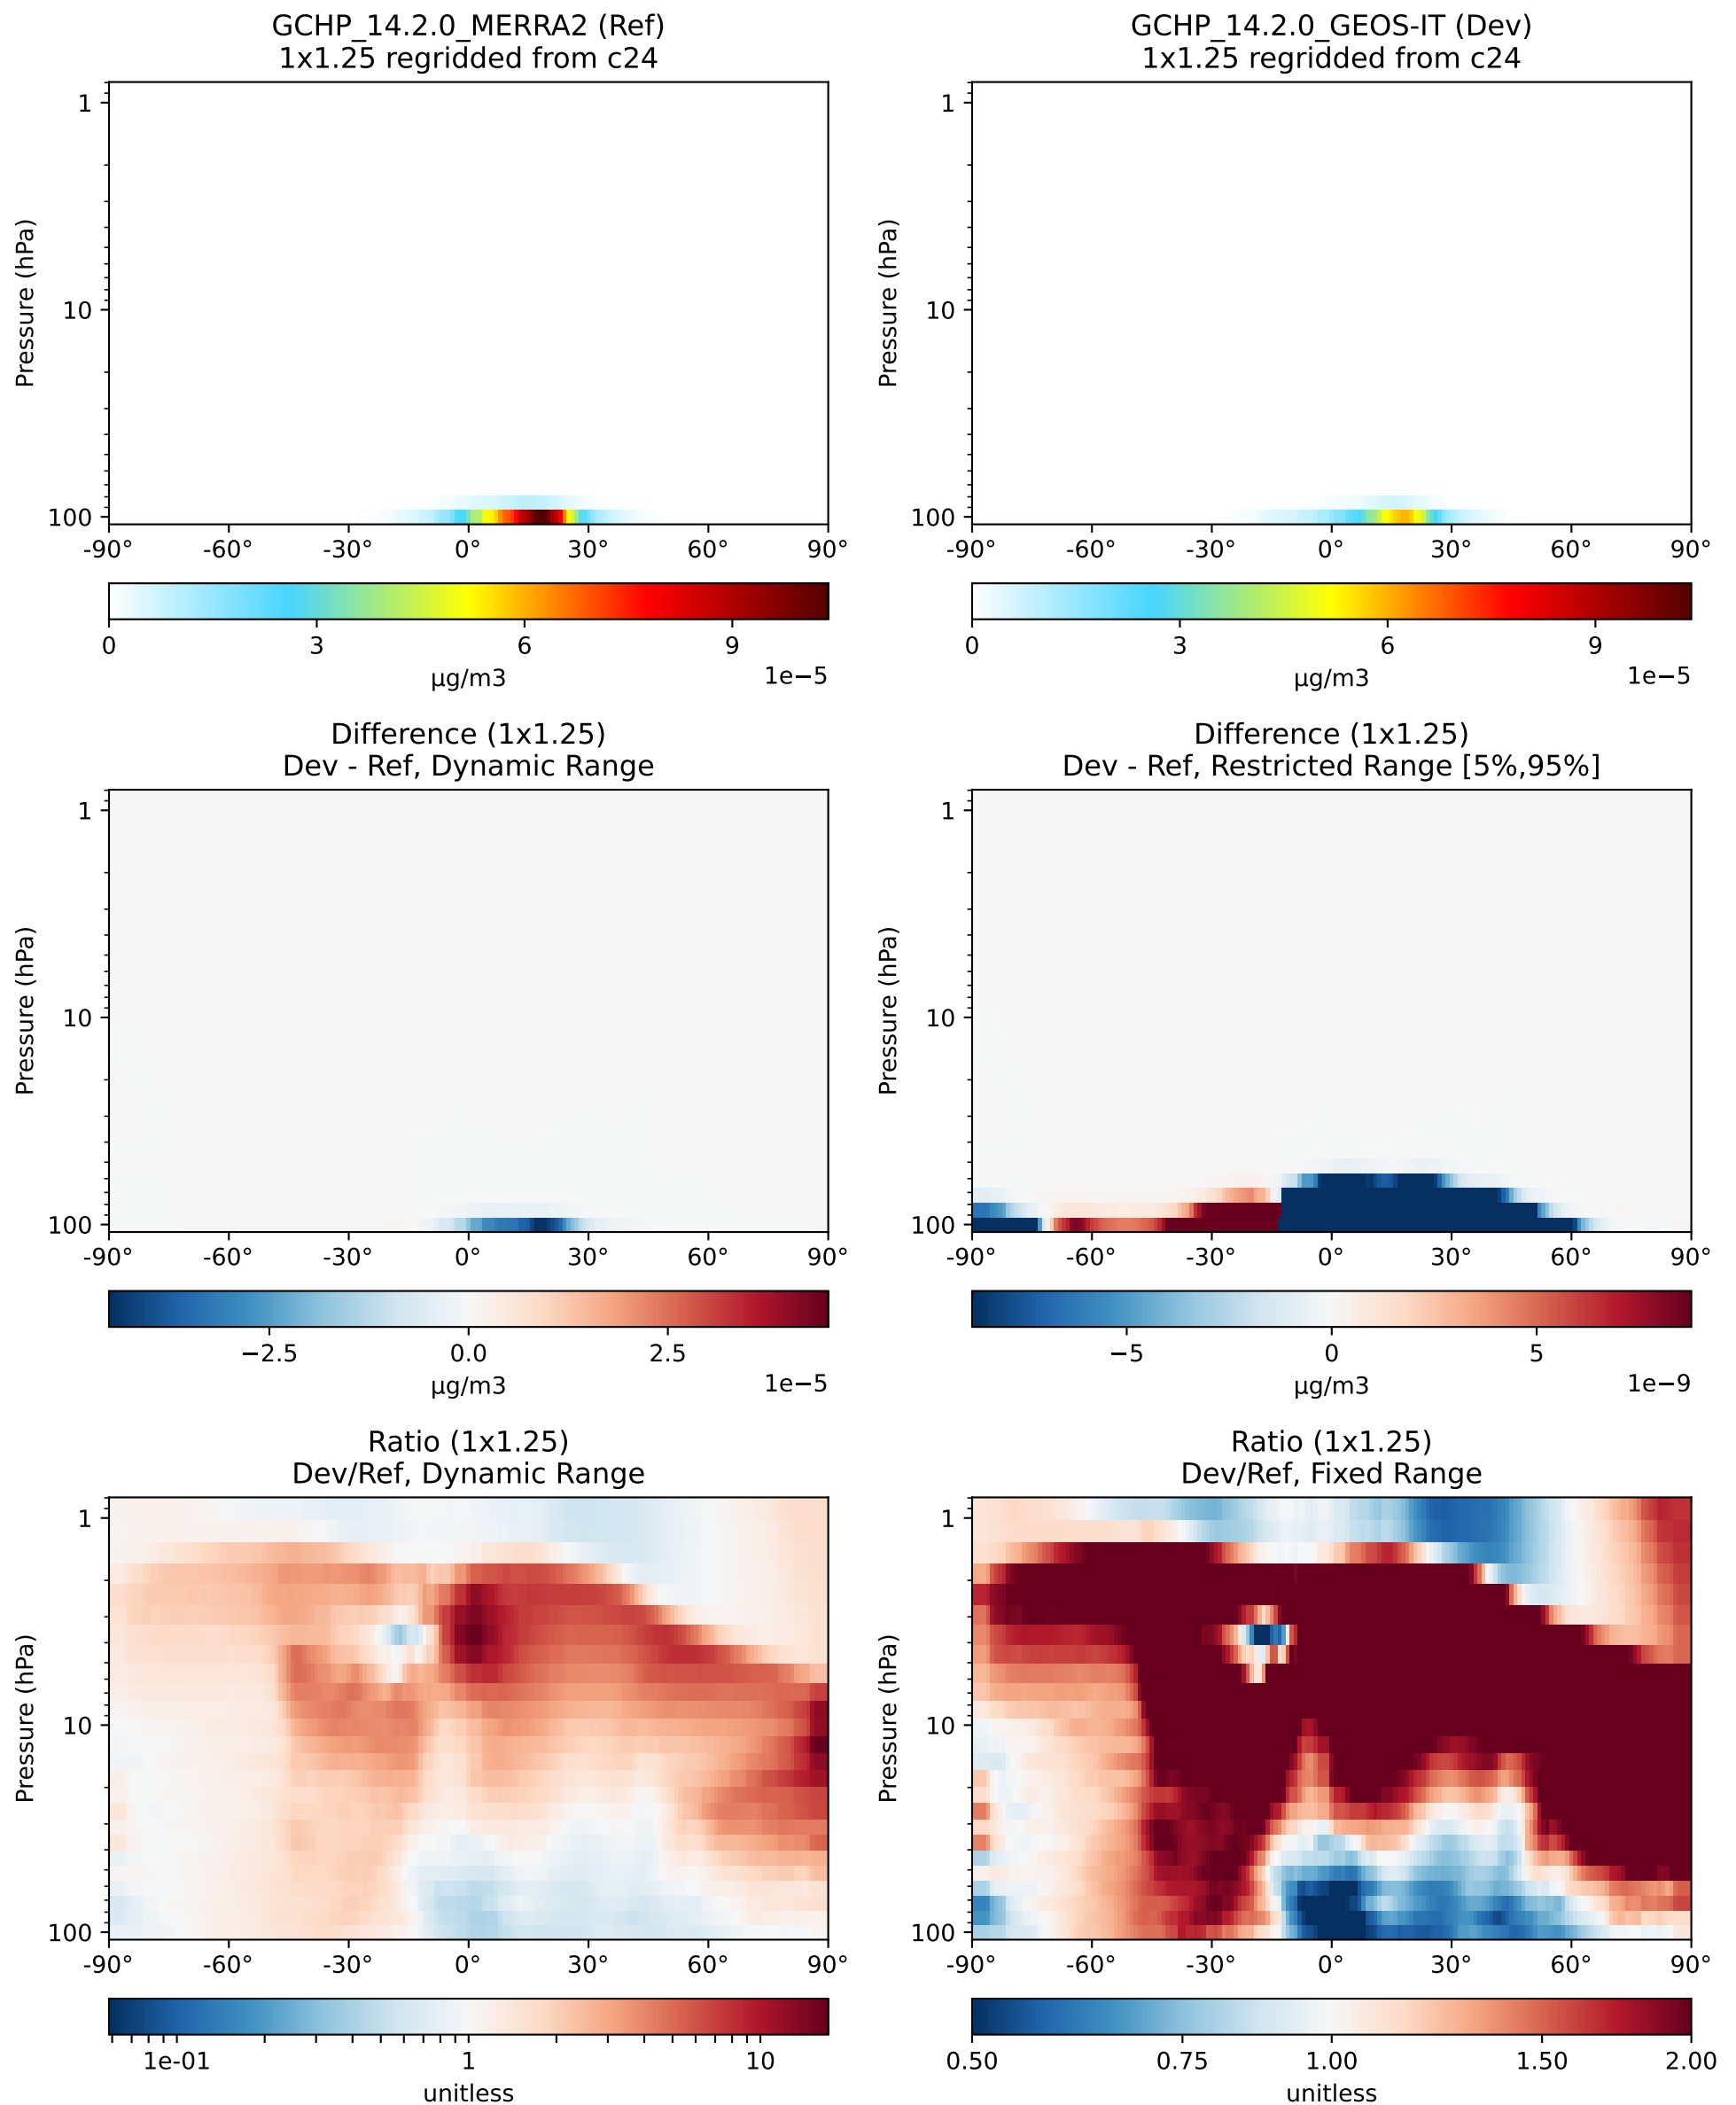 GCHP_14.2.0_MERRA2 (Ref)
1x1.25 regridded from c24
GCHP_14.2.0_GEOS-IT (Dev)
1x1.25 regridded from c24
Pressure (hPa)
1
10
100
-90° -60° -30° 0° 30° 60° 90°
0 3 6 9
1e−5
µg/m3
Pressure (hPa)
1
10
100
-90° -60° -30° 0° 30° 60° 90°
0 3 6 9
1e−5
µg/m3
Difference (1x1.25)
Dev - Ref, Dynamic Range
Difference (1x1.25)
Dev - Ref, Restricted Range [5%,95%]
Pressure (hPa)
1
10
100
-90° -60° -30° 0° 30° 60° 90°
−2.5 0.0 2.5
1e−5
µg/m3
Pressure (hPa)
1
10
100
-90° -60° -30° 0° 30° 60° 90°
−5 0 5
1e−9
µg/m3
Ratio (1x1.25)
Dev/Ref, Dynamic Range
Ratio (1x1.25)
Dev/Ref, Fixed Range
Pressure (hPa)
1
10
100
-90° -60° -30° 0° 30° 60° 90°
1e-01 1 10
unitless
Pressure (hPa)
1
10
100
-90° -60° -30° 0° 30° 60° 90°
0.50 0.75 1.00 1.50 2.00
unitless